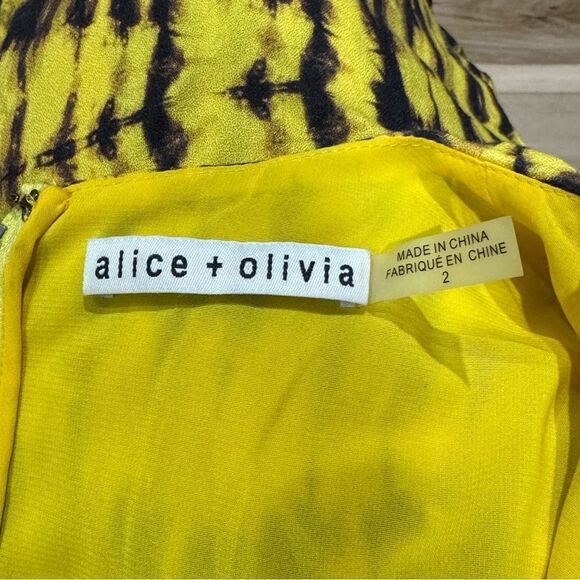 alice + olivia
MADE IN CHINA
FABRIQUÉ EN CHINE
2